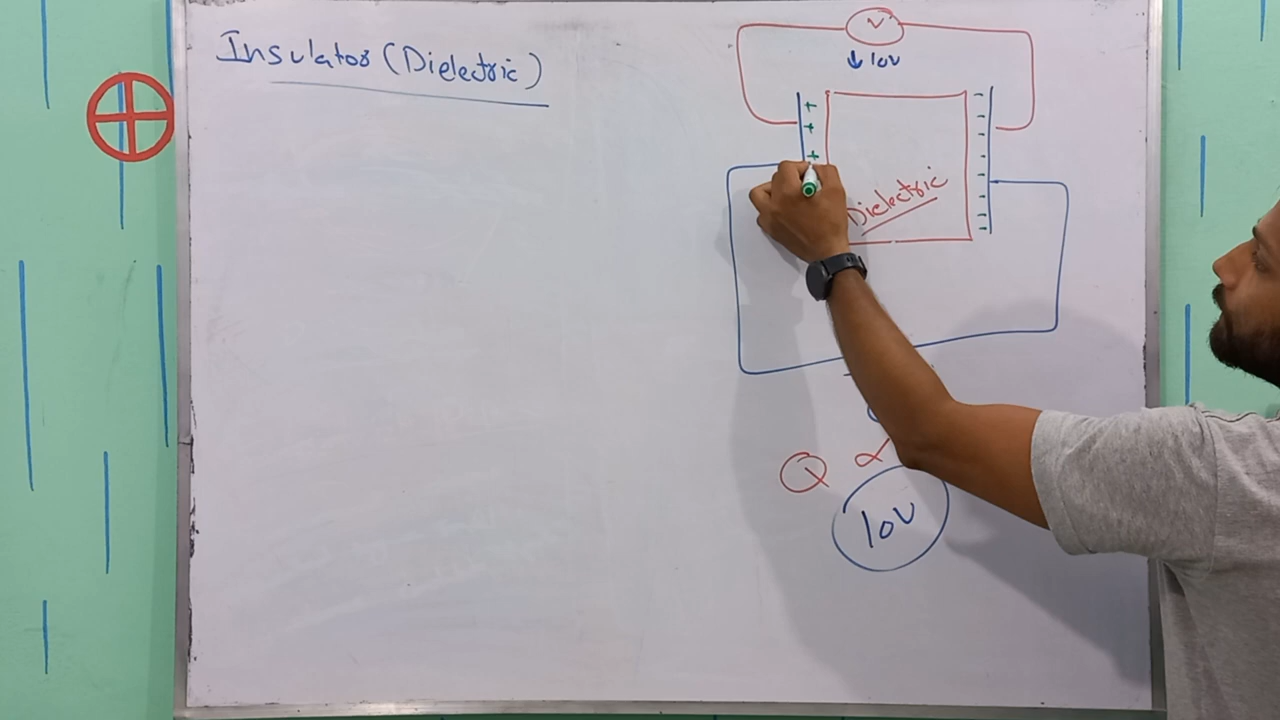 Insulator (Dielectric)
V
↓ 10V
+
+
+
Dielectric
Q ∝
10V